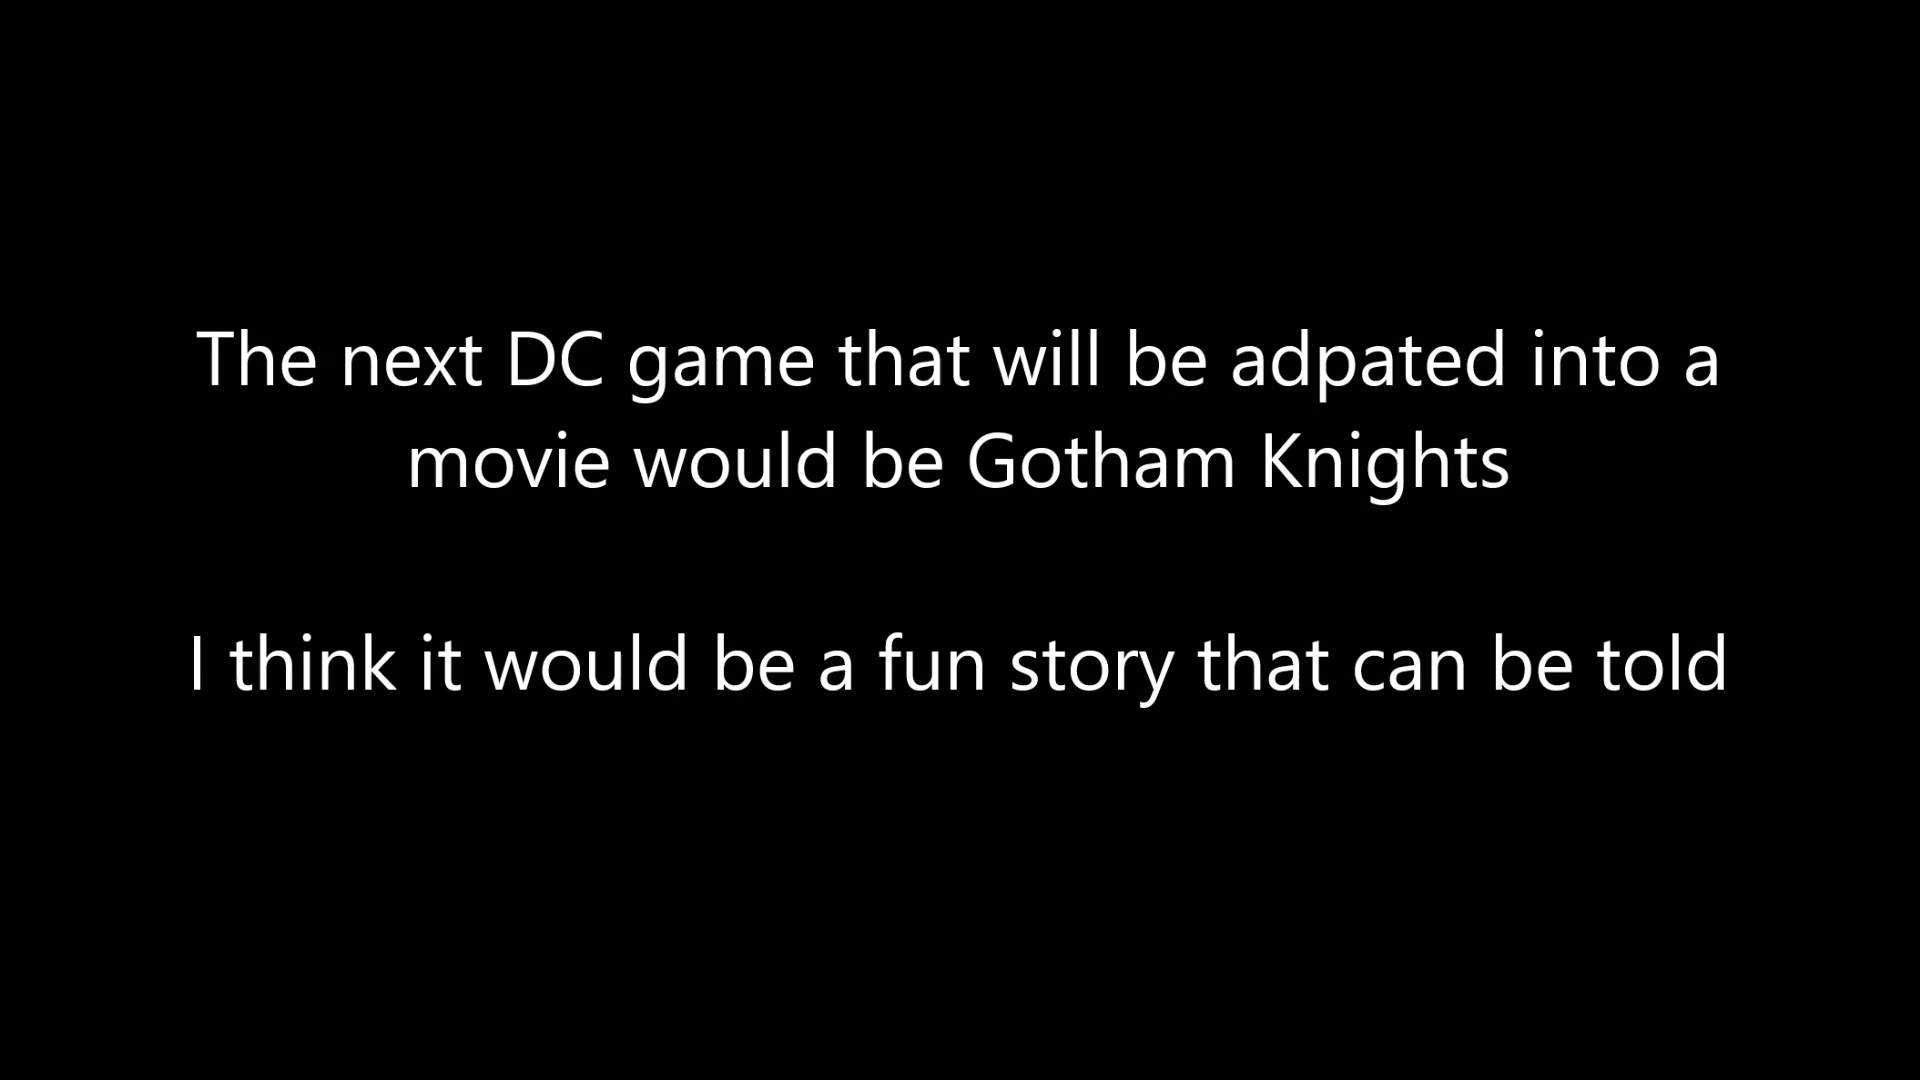 The next DC game that will be adpated into a
movie would be Gotham Knights
I think it would be a fun story that can be told